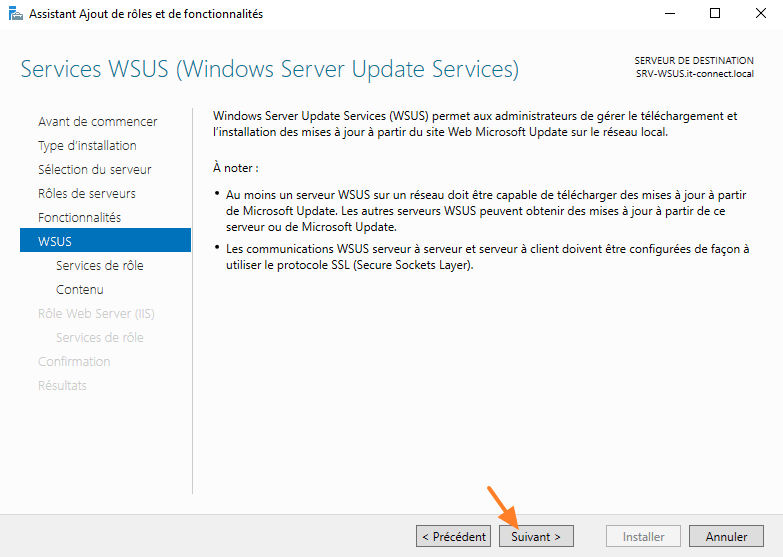 Assistant Ajout de rôles et de fonctionnalités
Services WSUS (Windows Server Update Services)
SERVEUR DE DESTINATION
SRV-WSUS.it-connect.local
Avant de commencer
Type d'installation
Sélection du serveur
Rôles de serveurs
Fonctionnalités
WSUS
Services de rôle
Contenu
Rôle Web Server (IIS)
Services de rôle
Confirmation
Résultats
Windows Server Update Services (WSUS) permet aux administrateurs de gérer le téléchargement et
l'installation des mises à jour à partir du site Web Microsoft Update sur le réseau local.
À noter :
• Au moins un serveur WSUS sur un réseau doit être capable de télécharger des mises à jour à partir
de Microsoft Update. Les autres serveurs WSUS peuvent obtenir des mises à jour à partir de ce
serveur ou de Microsoft Update.
• Les communications WSUS serveur à serveur et serveur à client doivent être configurées de façon à
utiliser le protocole SSL (Secure Sockets Layer).
< Précédent
Suivant >
Installer
Annuler